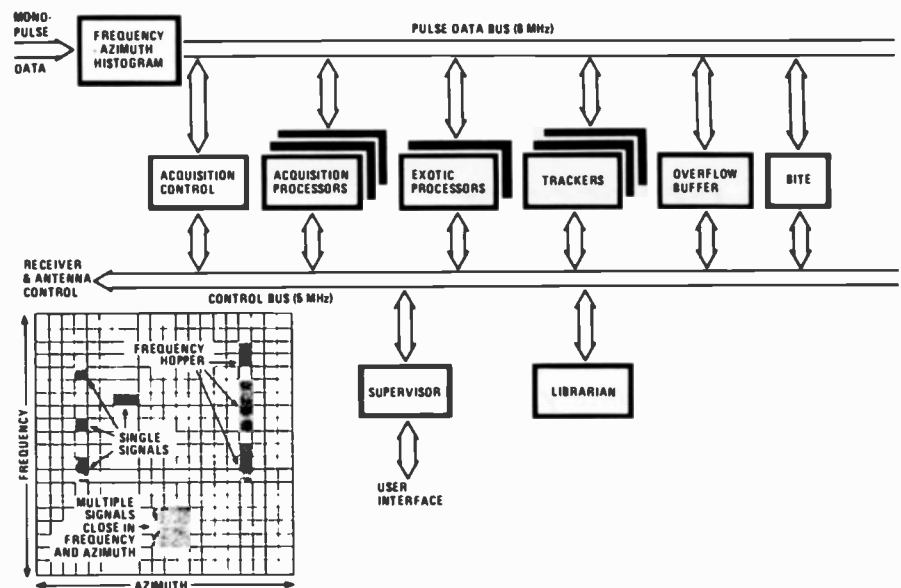 MONO-
PULSE
DATA
FREQUENCY
AZIMUTH
HISTOGRAM
PULSE DATA BUS (8 MHz)
ACQUISITION
CONTROL
ACQUISITION
PROCESSORS
EXOTIC
PROCESSORS
TRACKERS
OVERFLOW
BUFFER
BITE
RECEIVER
& ANTENNA
CONTROL
CONTROL BUS (5 MHz)
SUPERVISOR
LIBRARIAN
USER
INTERFACE
FREQUENCY
FREQUENCY
HOPPER
SINGLE
SIGNALS
MULTIPLE
SIGNALS
CLOSE IN
FREQUENCY
AND AZIMUTH
AZIMUTH